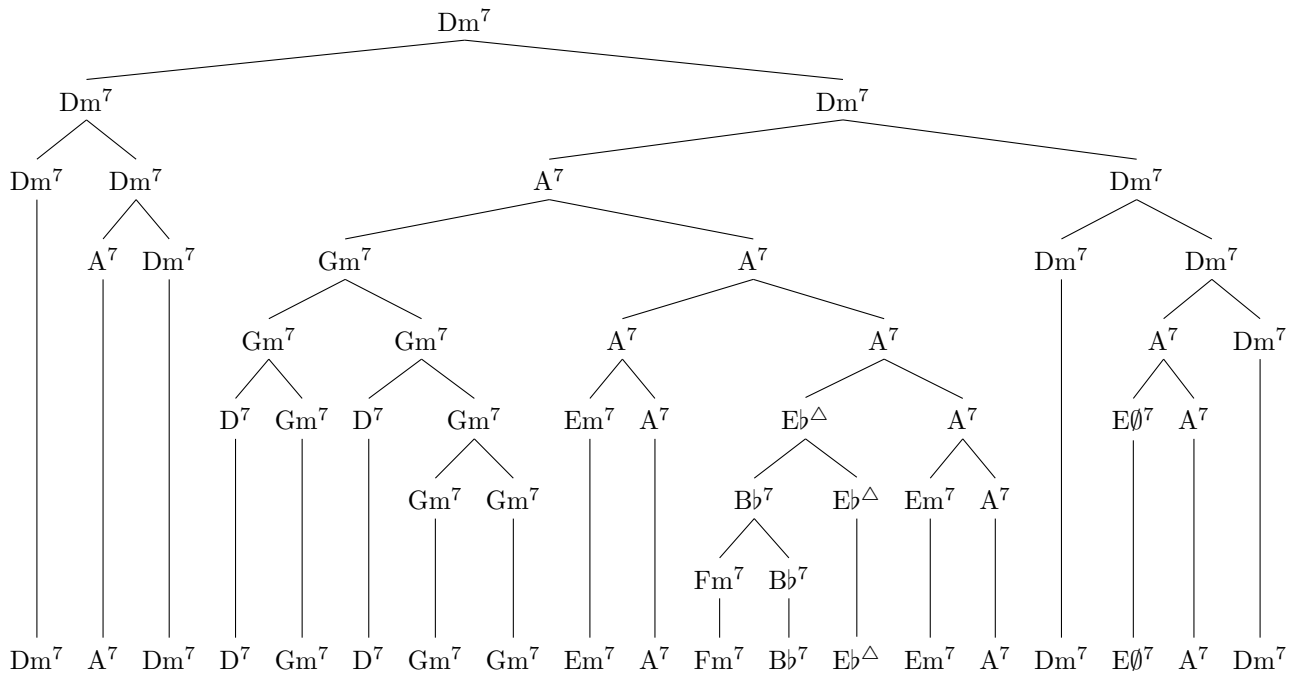 Dm⁷
Dm⁷ Dm⁷
Dm⁷ Dm⁷ A⁷ Dm⁷
A⁷ Dm⁷ Gm⁷ A⁷ Dm⁷ Dm⁷
Gm⁷ Gm⁷ A⁷ A⁷ A⁷ Dm⁷
D⁷ Gm⁷ D⁷ Gm⁷ Em⁷ A⁷ E♭△ A⁷ E∅⁷ A⁷
Gm⁷ Gm⁷ B♭⁷ E♭△ Em⁷ A⁷
Fm⁷ B♭⁷
Dm⁷ A⁷ Dm⁷ D⁷ Gm⁷ D⁷ Gm⁷ Gm⁷ Em⁷ A⁷ Fm⁷ B♭⁷ E♭△ Em⁷ A⁷ Dm⁷ E∅⁷ A⁷ Dm⁷